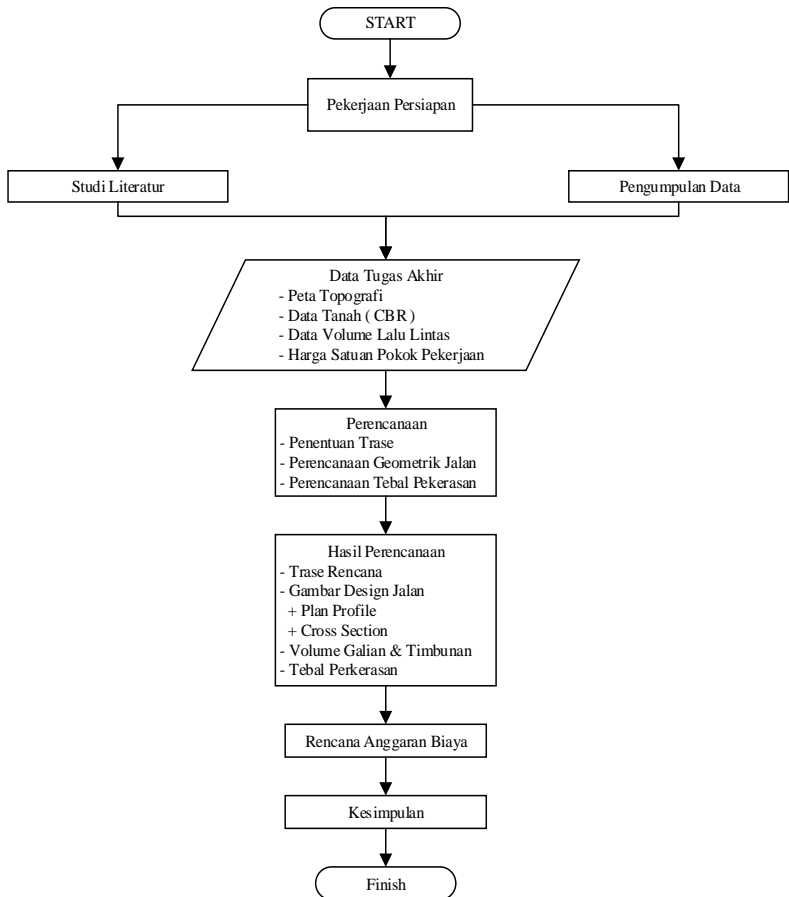 START
Pekerjaan Persiapan
Studi Literatur
Pengumpulan Data
Data Tugas Akhir
- Peta Topografi
- Data Tanah ( CBR )
- Data Volume Lalu Lintas
- Harga Satuan Pokok Pekerjaan
Perencanaan
- Penentuan Trase
- Perencanaan Geometrik Jalan
- Perencanaan Tebal Pekerasan
Hasil Perencanaan
- Trase Rencana
- Gambar Design Jalan
+ Plan Profile
+ Cross Section
- Volume Galian & Timbunan
- Tebal Perkerasan
Rencana Anggaran Biaya
Kesimpulan
Finish